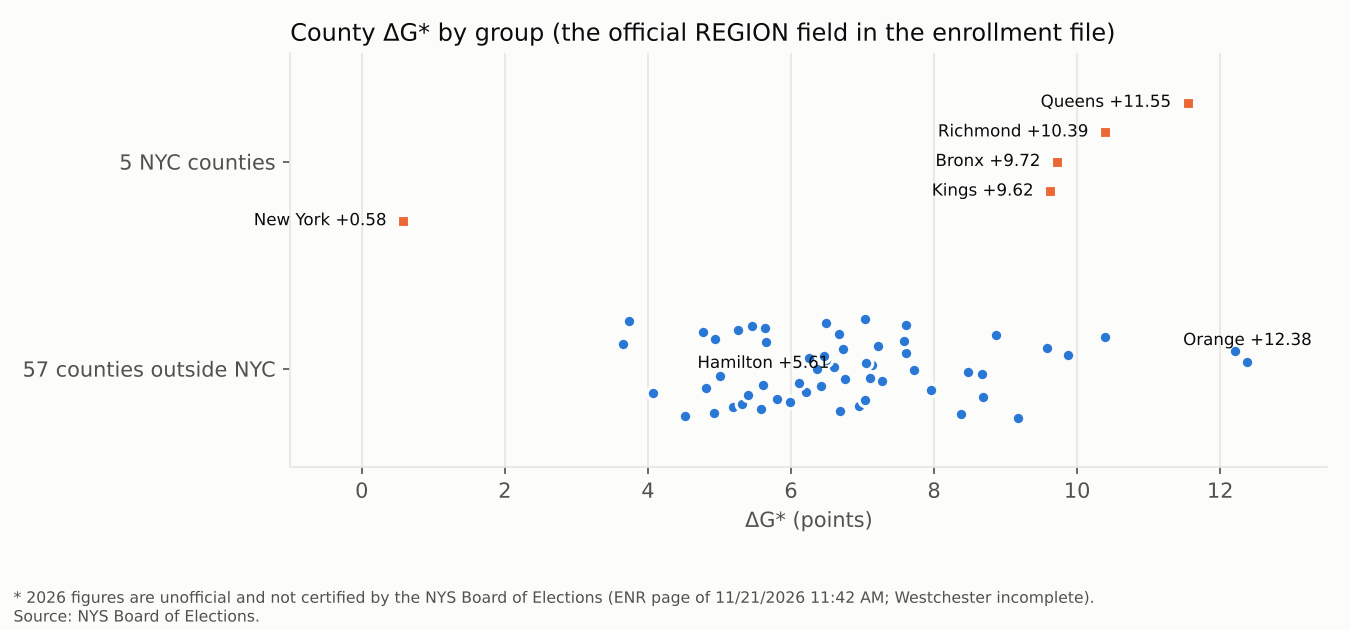 County ΔG* by group (the official REGION field in the enrollment file)
Queens +11.55
Richmond +10.39
5 NYC counties
Bronx +9.72
Kings +9.62
New York +0.58
Orange +12.38
Hamilton +5.61
57 counties outside NYC
0 2 4 6 8 10 12
ΔG* (points)
* 2026 figures are unofficial and not certified by the NYS Board of Elections (ENR page of 11/21/2026 11:42 AM; Westchester incomplete).
Source: NYS Board of Elections.